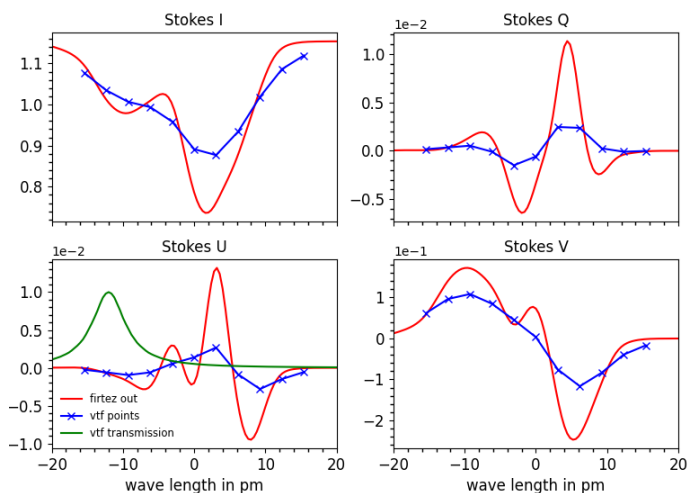 Stokes I
Stokes Q
1e−2
1.1
1.0
0.9
0.8
1.0
0.5
0.0
−0.5
Stokes U
Stokes V
1e−2
1e−1
1.0
0.5
0.0
−0.5
−1.0
firtez out
vtf points
vtf transmission
1
0
−1
−2
−20 −10 0 10 20
−20 −10 0 10 20
wave length in pm
wave length in pm